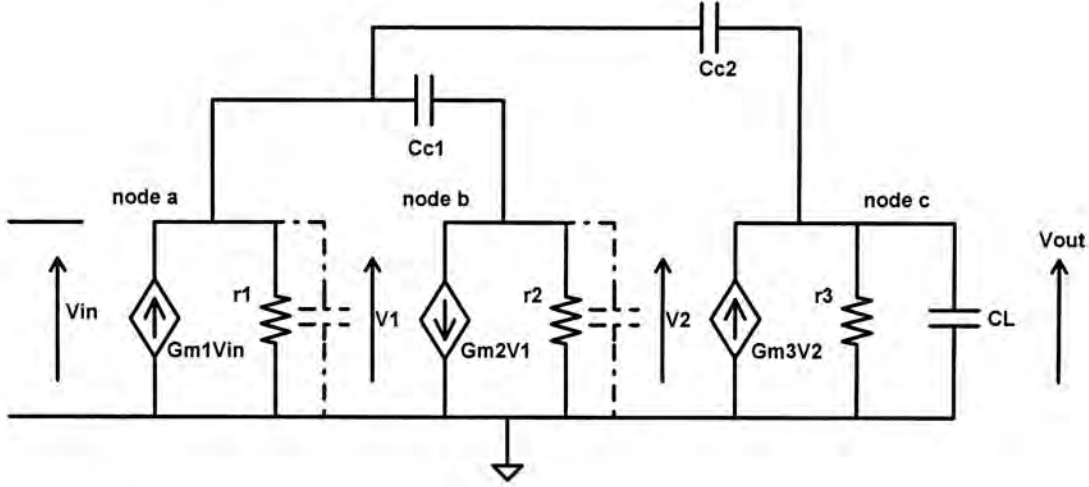 Cc2
Cc1
node a
node b
node c
Vin
Gm1Vin
r1
V1
Gm2V1
r2
V2
Gm3V2
r3
CL
Vout